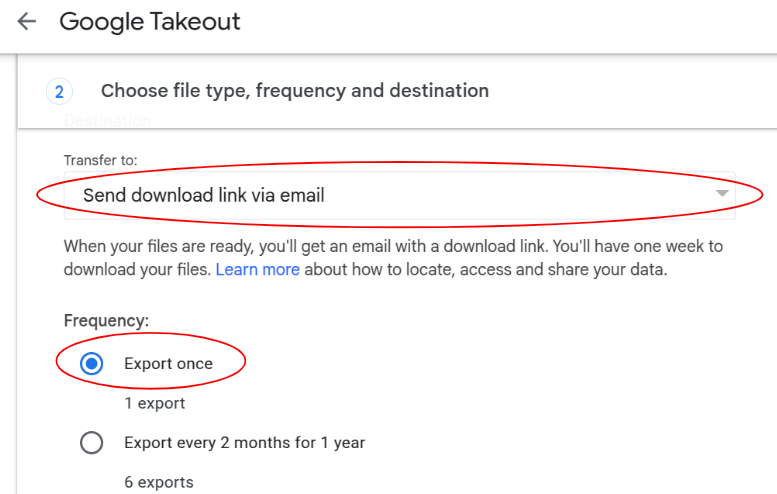 Google Takeout
2 Choose file type, frequency and destination
Destination
Transfer to:
Send download link via email
When your files are ready, you'll get an email with a download link. You'll have one week to
download your files. Learn more about how to locate, access and share your data.
Frequency:
Export once
1 export
Export every 2 months for 1 year
6 exports